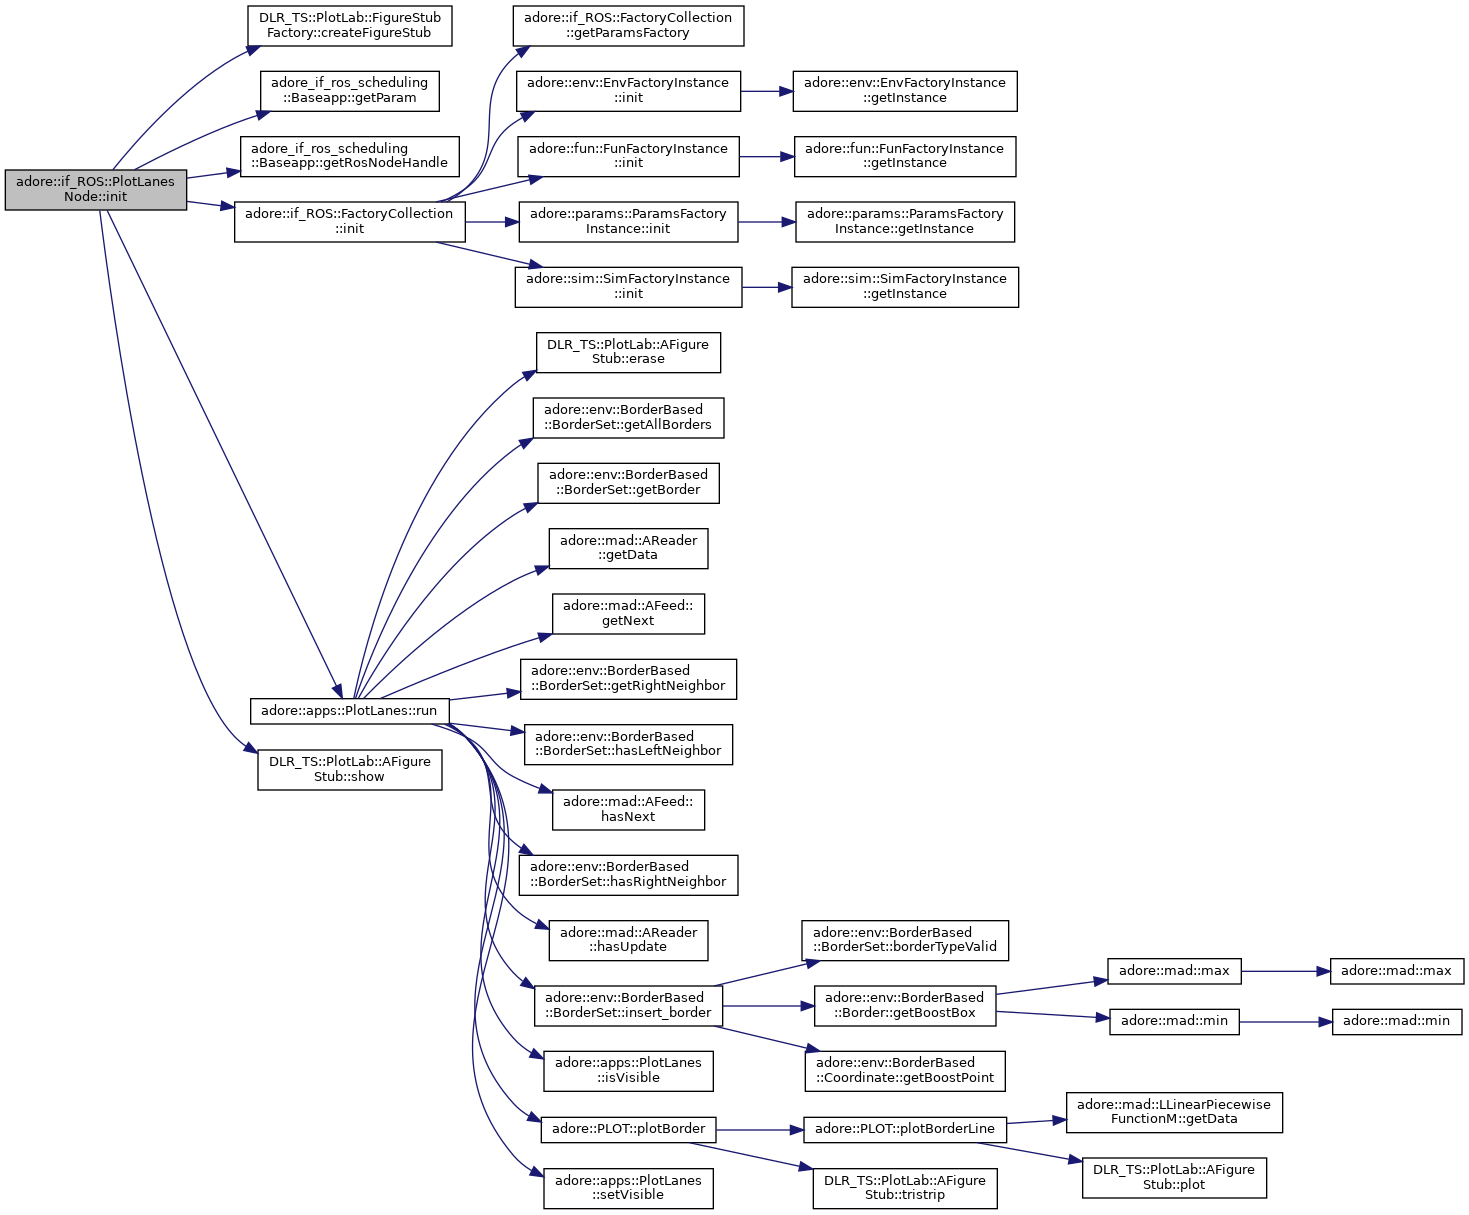 adore::if_ROS::PlotLanes
Node::init
DLR_TS::PlotLab::FigureStub
Factory::createFigureStub
adore_if_ros_scheduling
::Baseapp::getParam
adore_if_ros_scheduling
::Baseapp::getRosNodeHandle
adore::if_ROS::FactoryCollection
::init
adore::if_ROS::FactoryCollection
::getParamsFactory
adore::env::EnvFactoryInstance
::init
adore::env::EnvFactoryInstance
::getInstance
adore::fun::FunFactoryInstance
::init
adore::fun::FunFactoryInstance
::getInstance
adore::params::ParamsFactory
Instance::init
adore::params::ParamsFactory
Instance::getInstance
adore::sim::SimFactoryInstance
::init
adore::sim::SimFactoryInstance
::getInstance
adore::apps::PlotLanes::run
DLR_TS::PlotLab::AFigure
Stub::show
DLR_TS::PlotLab::AFigure
Stub::erase
adore::env::BorderBased
::BorderSet::getAllBorders
adore::env::BorderBased
::BorderSet::getBorder
adore::mad::AReader
::getData
adore::mad::AFeed::
getNext
adore::env::BorderBased
::BorderSet::getRightNeighbor
adore::env::BorderBased
::BorderSet::hasLeftNeighbor
adore::mad::AFeed::
hasNext
adore::env::BorderBased
::BorderSet::hasRightNeighbor
adore::mad::AReader
::hasUpdate
adore::env::BorderBased
::BorderSet::insert_border
adore::env::BorderBased
::BorderSet::borderTypeValid
adore::env::BorderBased
::Border::getBoostBox
adore::mad::max
adore::mad::max
adore::mad::min
adore::mad::min
adore::env::BorderBased
::Coordinate::getBoostPoint
adore::apps::PlotLanes
::isVisible
adore::PLOT::plotBorder
adore::PLOT::plotBorderLine
adore::mad::LLinearPiecewise
FunctionM::getData
DLR_TS::PlotLab::AFigure
Stub::plot
DLR_TS::PlotLab::AFigure
Stub::tristrip
adore::apps::PlotLanes
::setVisible